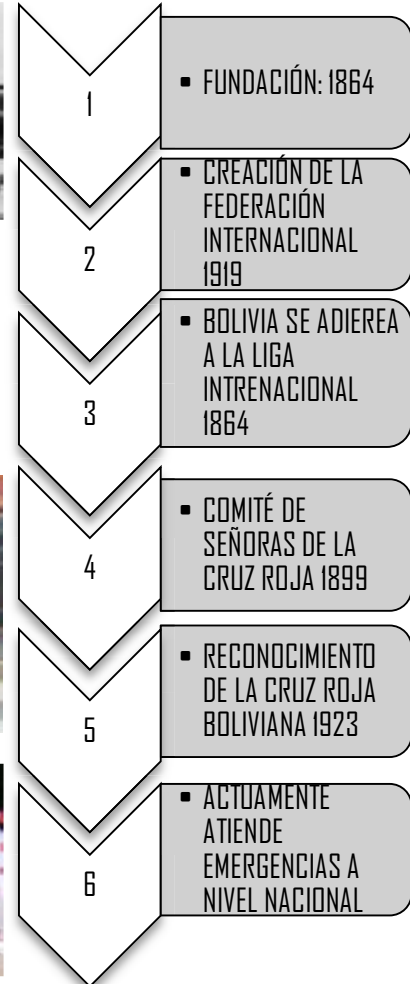 1
▪ FUNDACIÓN: 1864
2
▪ CREACIÓN DE LA
FEDERACIÓN
INTERNACIONAL
1919
3
▪ BOLIVIA SE ADIEREA
A LA LIGA
INTRENACIONAL
1864
4
▪ COMITÉ DE
SEÑORAS DE LA
CRUZ ROJA 1899
5
▪ RECONOCIMIENTO
DE LA CRUZ ROJA
BOLIVIANA 1923
6
▪ ACTUAMENTE
ATIENDE
EMERGENCIAS A
NIVEL NACIONAL